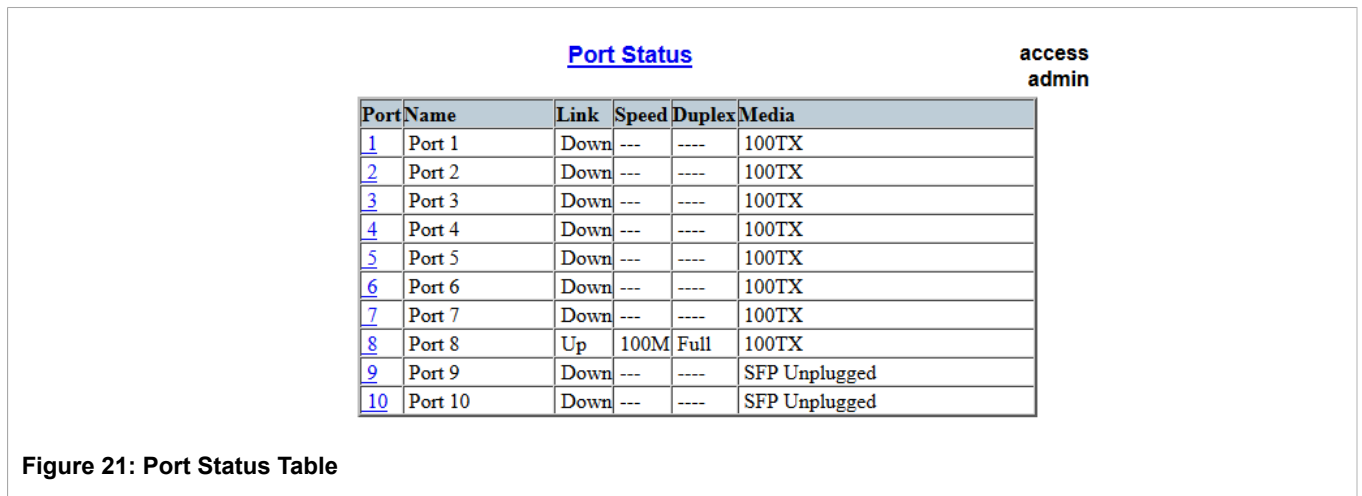 Port Status
access
admin
Port Name Link Speed Duplex Media
1 Port 1 Down --- ---- 100TX
2 Port 2 Down --- ---- 100TX
3 Port 3 Down --- ---- 100TX
4 Port 4 Down --- ---- 100TX
5 Port 5 Down --- ---- 100TX
6 Port 6 Down --- ---- 100TX
7 Port 7 Down --- ---- 100TX
8 Port 8 Up 100M Full 100TX
9 Port 9 Down --- ---- SFP Unplugged
10 Port 10 Down --- ---- SFP Unplugged
Figure 21: Port Status Table